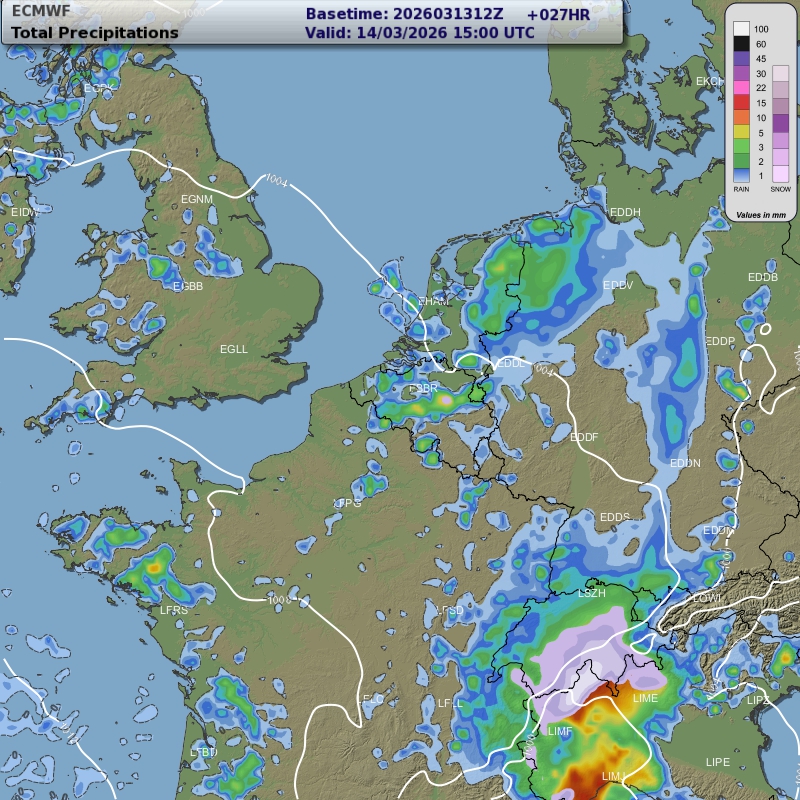 ECMWF
Basetime: 2026031312Z +027HR
Total Precipitations
Valid: 14/03/2026 15:00 UTC
100
60
45
30
22
15
10
5
3
2
1
RAIN
SNOW
Values in mm
EKCH
EIDW
EGNM
EDDH
EGBB
EHAM
EDDV
EDDB
EGLL
EDDP
EDDL
1004
1004
EBBR
EDDF
EDDN
LFPG
EDDS
EDDM
LFRS
1008
LFSD
LSZH
LOWI
LFLC
LFLL
LIME
LIPZ
LIMF
LFBD
LIMJ
LIPE